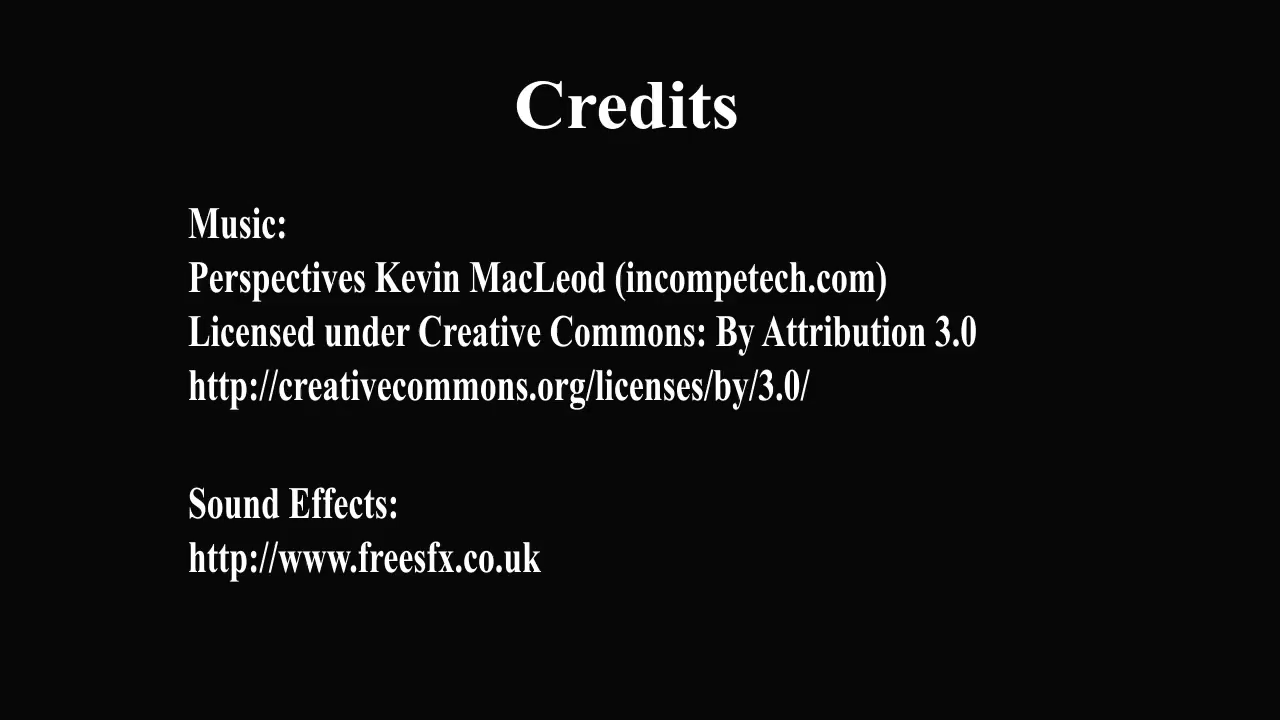 Credits
Music:
Perspectives Kevin MacLeod (incompetech.com)
Licensed under Creative Commons: By Attribution 3.0
http://creativecommons.org/licenses/by/3.0/
Sound Effects:
http://www.freesfx.co.uk